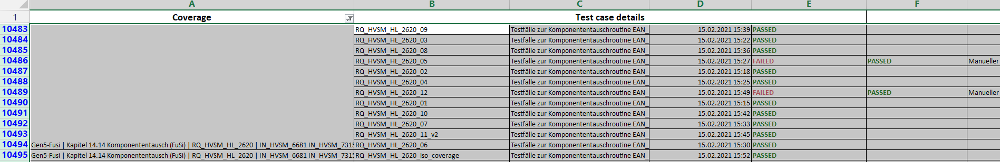 A B C D E F
1 Coverage Test case details
10483 RQ_HVSM_HL_2620_09 Testfälle zur Komponententauschroutine EAN_ 15.02.2021 15:39 PASSED
10484 RQ_HVSM_HL_2620_03 Testfälle zur Komponententauschroutine EAN_ 15.02.2021 15:22 PASSED
10485 RQ_HVSM_HL_2620_08 Testfälle zur Komponententauschroutine EAN_ 15.02.2021 15:36 PASSED
10486 RQ_HVSM_HL_2620_05 Testfälle zur Komponententauschroutine EAN_ 15.02.2021 15:27 FAILED PASSED Manueller
10487 RQ_HVSM_HL_2620_02 Testfälle zur Komponententauschroutine EAN_ 15.02.2021 15:18 PASSED
10488 RQ_HVSM_HL_2620_04 Testfälle zur Komponententauschroutine EAN_ 15.02.2021 15:25 PASSED
10489 RQ_HVSM_HL_2620_12 Testfälle zur Komponententauschroutine EAN_ 15.02.2021 15:49 FAILED PASSED Manueller
10490 RQ_HVSM_HL_2620_01 Testfälle zur Komponententauschroutine EAN_ 15.02.2021 15:15 PASSED
10491 RQ_HVSM_HL_2620_10 Testfälle zur Komponententauschroutine EAN_ 15.02.2021 15:42 PASSED
10492 RQ_HVSM_HL_2620_07 Testfälle zur Komponententauschroutine EAN_ 15.02.2021 15:33 PASSED
10493 RQ_HVSM_HL_2620_11_v2 Testfälle zur Komponententauschroutine EAN_ 15.02.2021 15:45 PASSED
10494 Gen5-Fusi | Kapitel 14.14 Komponententausch (FuSi) | RQ_HVSM_HL_2620 | IN_HVSM_6681 IN_HVSM_7315 RQ_HVSM_HL_2620_06 Testfälle zur Komponententauschroutine EAN_ 15.02.2021 15:30 PASSED
10495 Gen5-Fusi | Kapitel 14.14 Komponententausch (FuSi) | RQ_HVSM_HL_2620 | IN_HVSM_6681 IN_HVSM_7315 RQ_HVSM_HL_2620_iso_coverage Testfälle zur Komponententauschroutine EAN_ 15.02.2021 15:52 PASSED